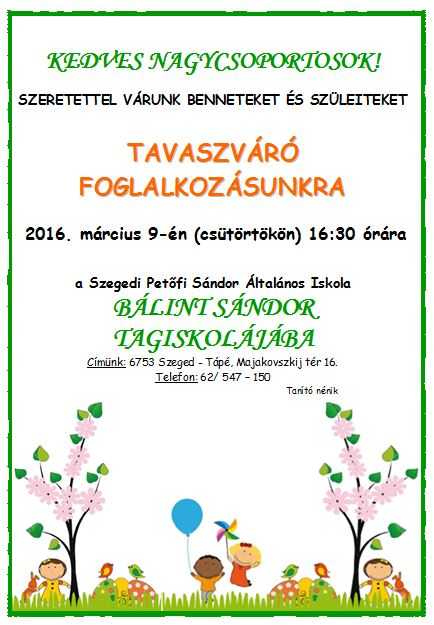 KEDVES NAGYCSOPORTOSOK!
SZERETETTEL VÁRUNK BENNETEKET ÉS SZÜLEITEKET
TAVASZVÁRÓ
FOGLALKOZÁSUNKRA
2016. március 9-én (csütörtökön) 16:30 órára
a Szegedi Petőfi Sándor Általános Iskola
BÁLINT SÁNDOR
TAGISKOLÁJÁBA
Címünk: 6753 Szeged - Tápé, Majakovszkij tér 16.
Telefon: 62/ 547 – 150
Tanító nénik